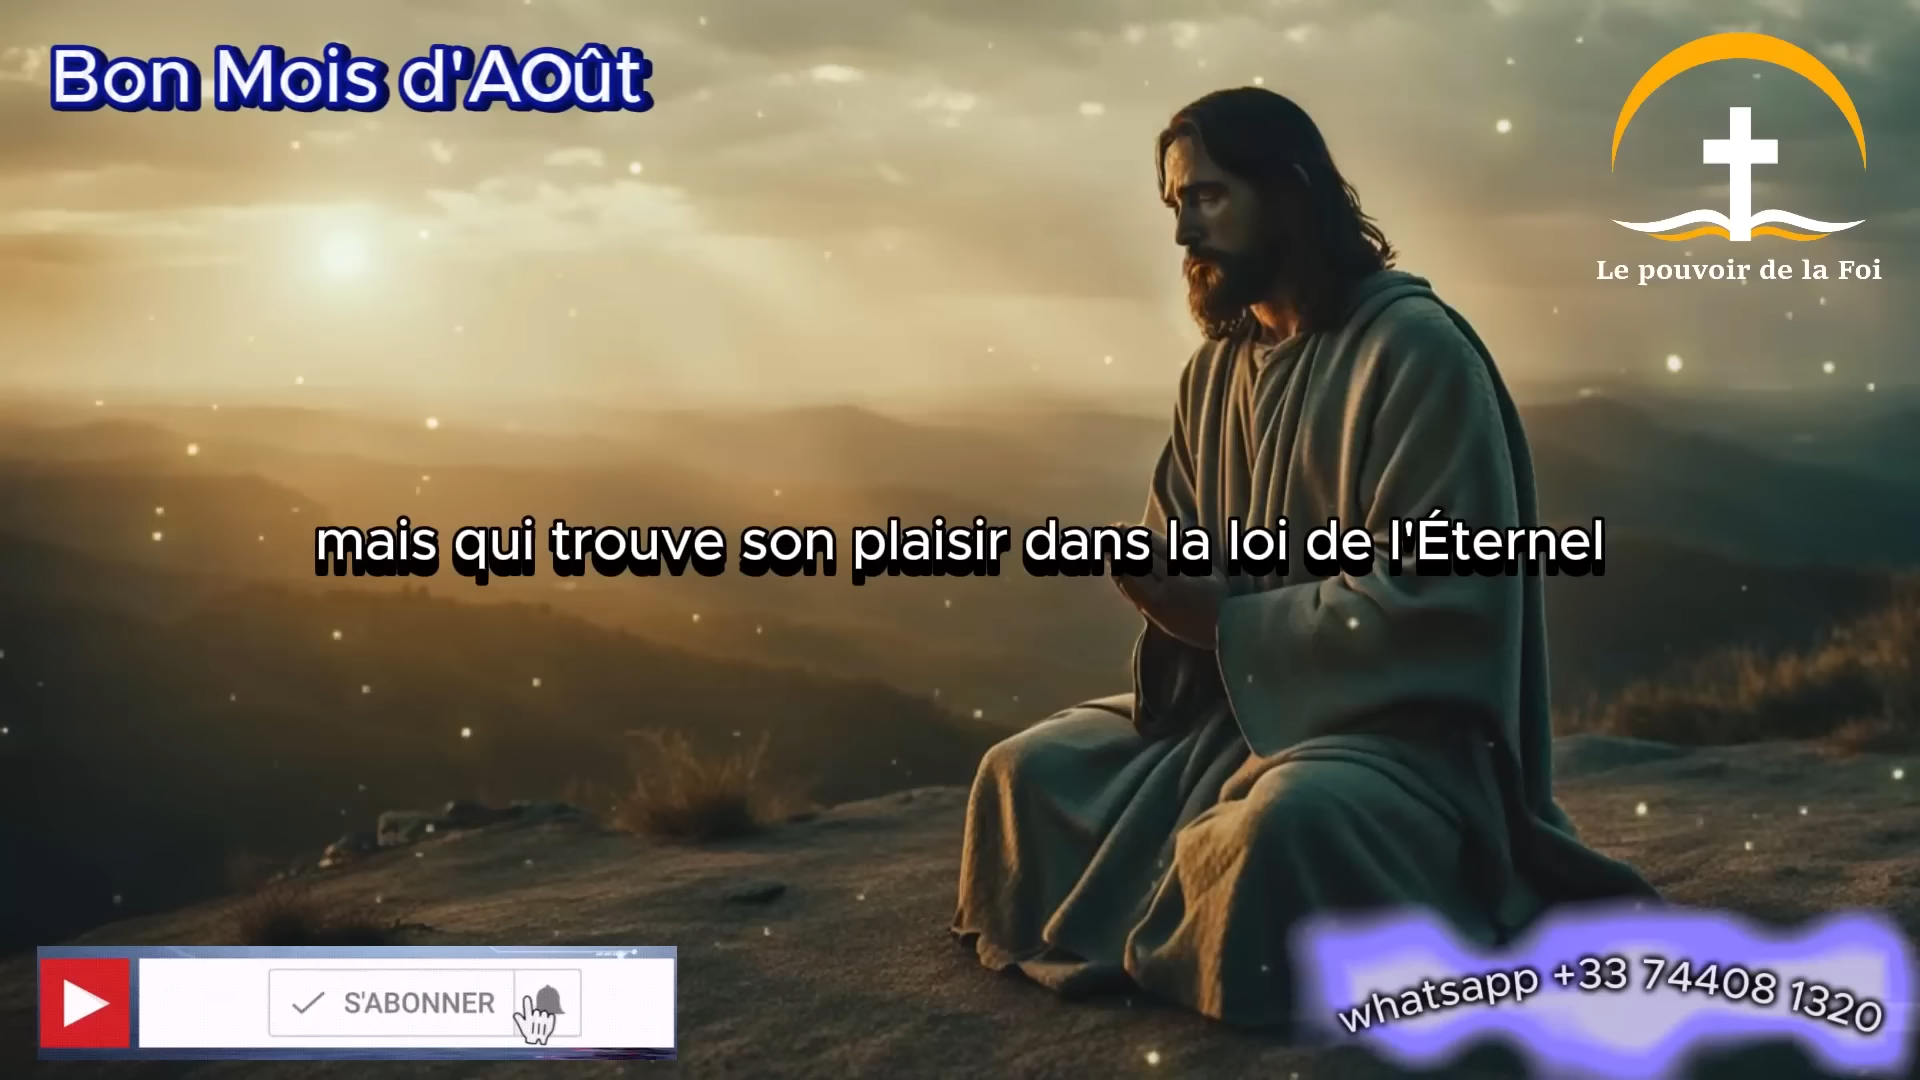 Bon Mois d'AOût
Le pouvoir de la Foi
mais qui trouve son plaisir dans la loi de l'Éternel
S'ABONNER
whatsapp +33 74408 1320